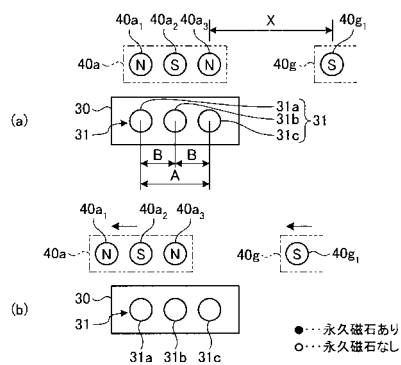 40a1 40a2 40a3 X 40g1
40a N S N 40g S
(a) 30 31 31a 31b 31c 31
B B
A
40a1 40a2 40a3
40a N S N 40g S 40g1
(b) 30 31
31a 31b 31c
●・・・永久磁石あり
○・・・永久磁石なし